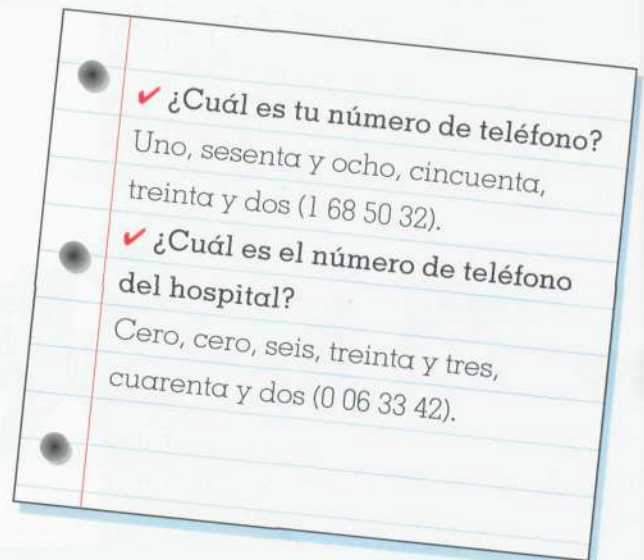 ✔ ¿Cuál es tu número de teléfono?
Uno, sesenta y ocho, cincuenta,
treinta y dos (1 68 50 32).
✔ ¿Cuál es el número de teléfono
del hospital?
Cero, cero, seis, treinta y tres,
cuarenta y dos (0 06 33 42).